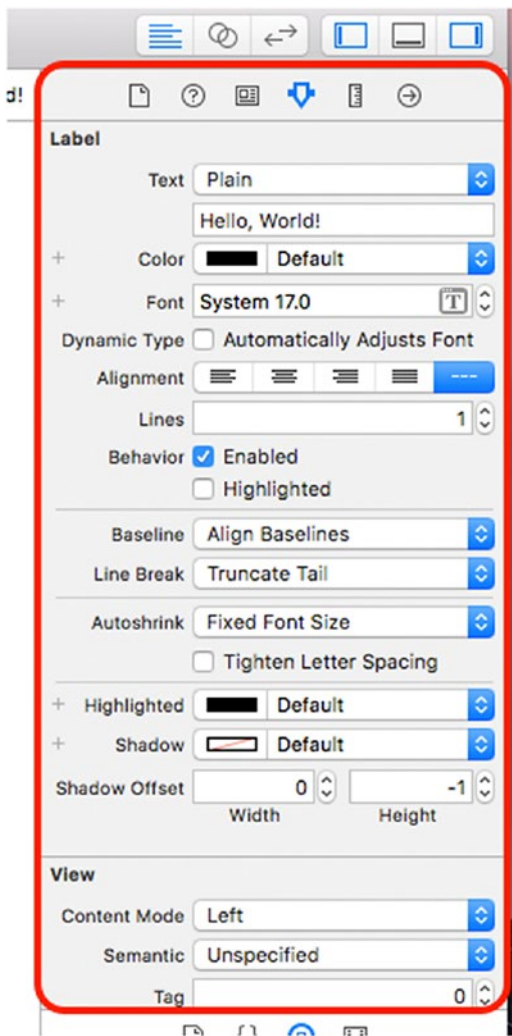 d!
Label
Text Plain
Hello, World!
+ Color Default
+ Font System 17.0 T
Dynamic Type Automatically Adjusts Font
Alignment ---
Lines 1
Behavior Enabled
Highlighted
Baseline Align Baselines
Line Break Truncate Tail
Autoshrink Fixed Font Size
Tighten Letter Spacing
+ Highlighted Default
+ Shadow Default
Shadow Offset 0 -1
Width Height
View
Content Mode Left
Semantic Unspecified
Tag 0
{}